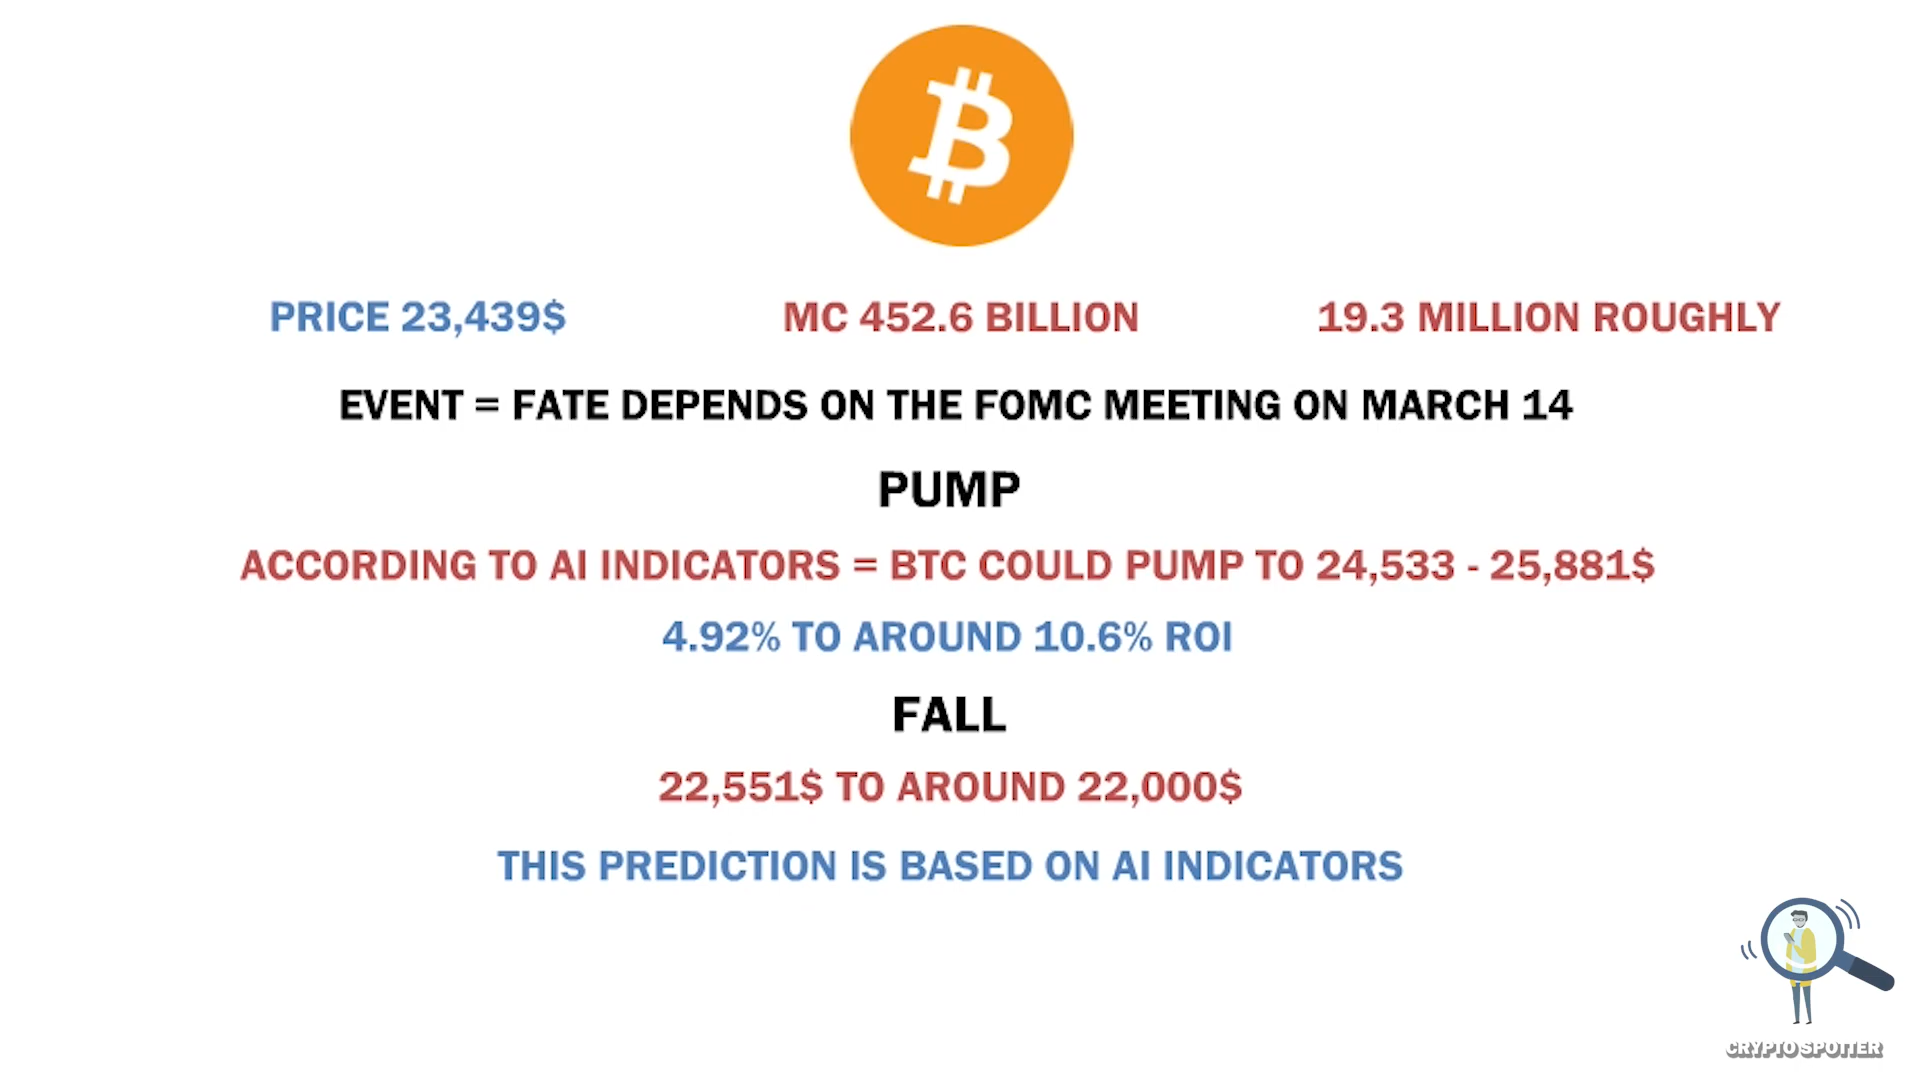 PRICE 23,439$ MC 452.6 BILLION 19.3 MILLION ROUGHLY
EVENT = FATE DEPENDS ON THE FOMC MEETING ON MARCH 14
PUMP
ACCORDING TO AI INDICATORS = BTC COULD PUMP TO 24,533 - 25,881$
4.92% TO AROUND 10.6% ROI
FALL
22,551$ TO AROUND 22,000$
THIS PREDICTION IS BASED ON AI INDICATORS
CRYPTO SPOTTER